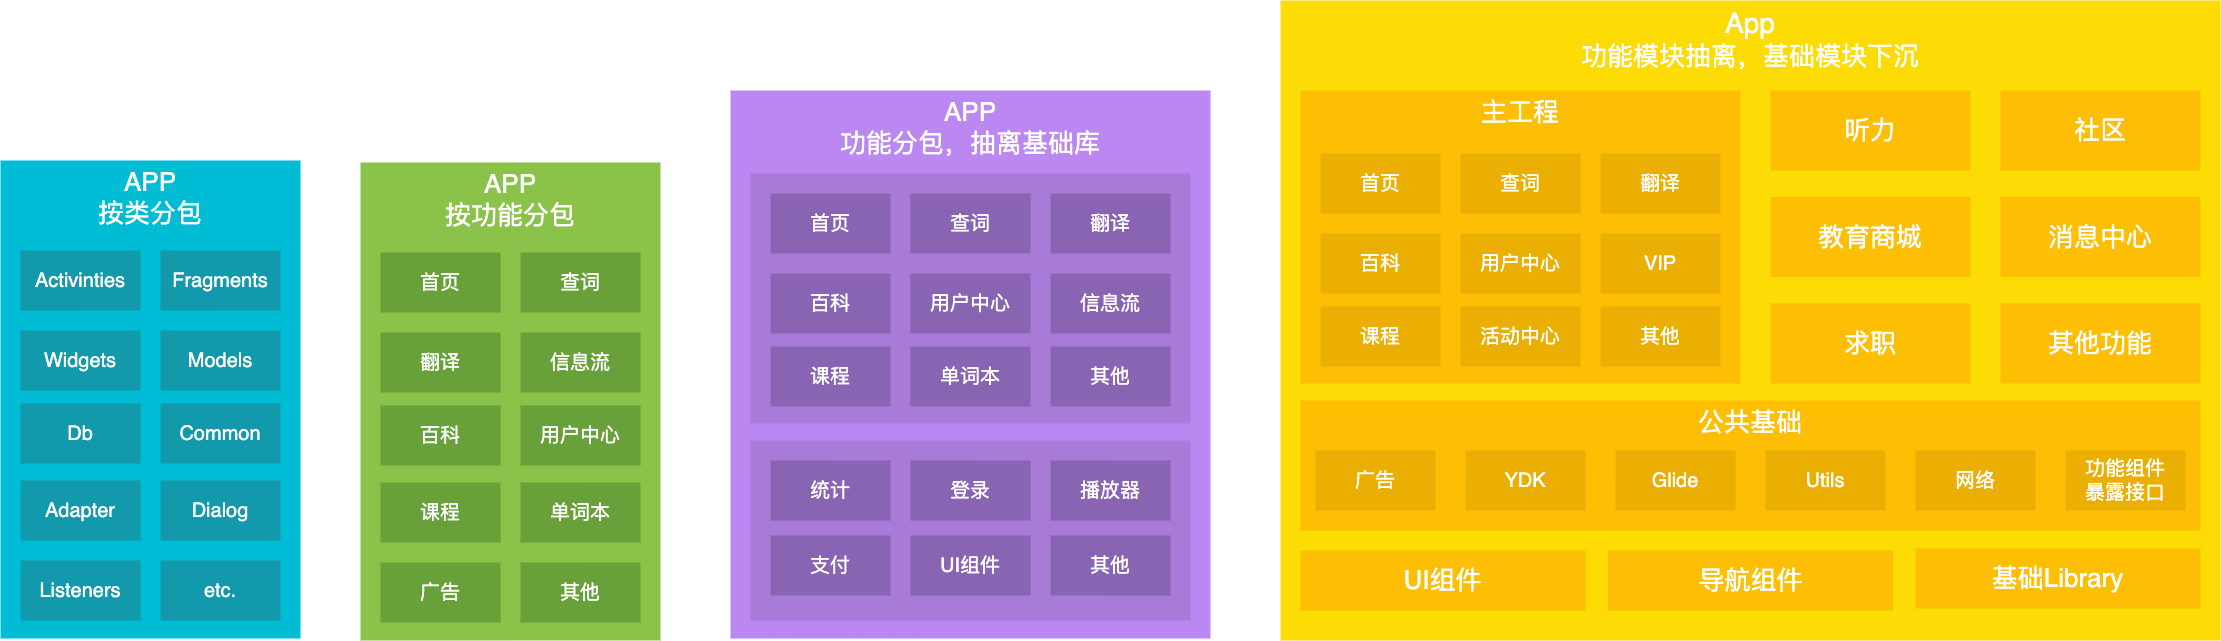 APP
按类分包
Activinties
Fragments
Widgets
Models
Db
Common
Adapter
Dialog
Listeners
etc.
APP
按功能分包
首页
查词
翻译
信息流
百科
用户中心
课程
单词本
广告
其他
APP
功能分包，抽离基础库
首页
查词
翻译
百科
用户中心
信息流
课程
单词本
其他
统计
登录
播放器
支付
UI组件
其他
App
功能模块抽离，基础模块下沉
主工程
首页
查词
翻译
百科
用户中心
VIP
课程
活动中心
其他
听力
社区
教育商城
消息中心
求职
其他功能
公共基础
广告
YDK
Glide
Utils
网络
功能组件
暴露接口
UI组件
导航组件
基础Library